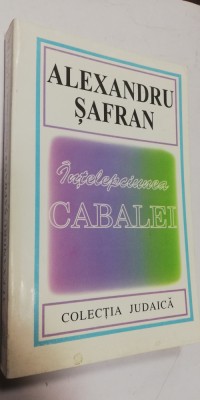 ALEXANDRU
ȘAFRAN
Înțelepciunea
CABALEI
COLECȚIA JUDAICĂ